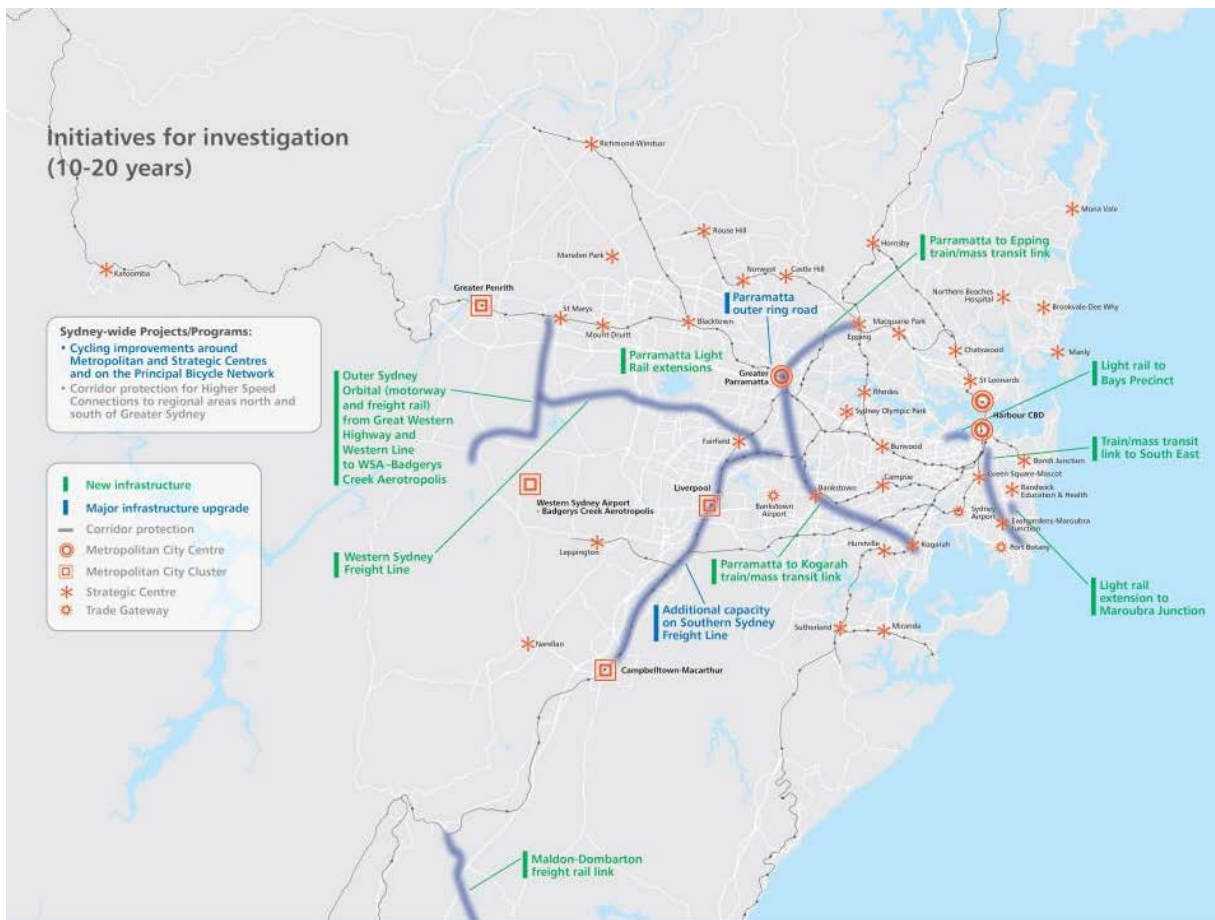 Initiatives for investigation
(10-20 years)
Richmond-Windsor
Mona Vale
Rouse Hill
Hornsby
Parramatta to Epping
train/mass transit link
Marsden Park
Katoomba
Norwest
Castle Hill
Northern Beaches
Hospital
Greater Penrith
Parramatta
outer ring road
Brookvale-Dee Why
St Marys
Mount Druitt
Blacktown
Macquarie Park
Epping
Chatswood
Manly
Sydney-wide Projects/Programs:
• Cycling improvements around
Metropolitan and Strategic Centres
and on the Principal Bicycle Network
• Corridor protection for Higher Speed
Connections to regional areas north and
south of Greater Sydney
Parramatta Light
Rail extensions
Greater
Parramatta
Light rail to
Bays Precinct
St Leonards
Outer Sydney
Orbital (motorway
and freight rail)
from Great Western
Highway and
Western Line
to WSA-Badgerys
Creek Aerotropolis
Rhodes
Sydney Olympic Park
Harbour CBD
Fairfield
Burwood
Train/mass transit
link to South East
Bondi Junction
Green Square-Mascot
Campsie
Randwick
Education & Health
Liverpool
Bankstown
Bankstown
Airport
Western Sydney Airport
- Badgerys Creek Aerotropolis
Sydney
Airport
Eastgardens-Maroubra
Junction
Port Botany
New infrastructure
Major infrastructure upgrade
Corridor protection
Metropolitan City Centre
Metropolitan City Cluster
Strategic Centre
Trade Gateway
Leppington
Hurstville
Kogarah
Western Sydney
Freight Line
Parramatta to Kogarah
train/mass transit link
Light rail
extension to
Maroubra Junction
Additional capacity
on Southern Sydney
Freight Line
Sutherland
Miranda
Narellan
Campbelltown-Macarthur
Maldon-Dombarton
freight rail link